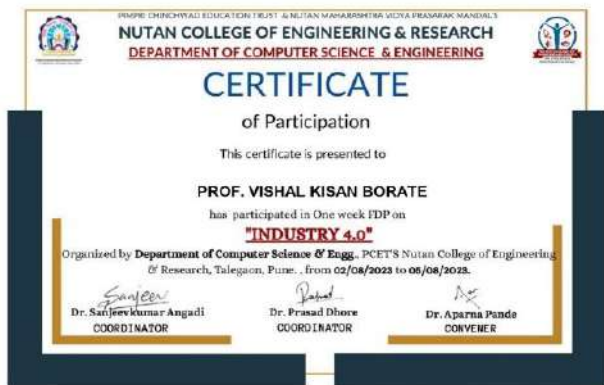 PIMPRI CHINCHWAD EDUCATION TRUST & NUTAN MAHARASHTRA VIDYA PRASARAK MANDAL'S
NUTAN COLLEGE OF ENGINEERING & RESEARCH
DEPARTMENT OF COMPUTER SCIENCE & ENGINEERING
CERTIFICATE
of Participation
This certificate is presented to
PROF. VISHAL KISAN BORATE
has participated in One week FDP on
"INDUSTRY 4.0"
Organized by Department of Computer Science & Engg., PCET'S Nutan College of Engineering
& Research, Talegaon, Pune. , from 02/08/2023 to 05/08/2023.
Sanjeev
Dr. Sanjeevkumar Angadi
Dr. Prasad Dhore
Dr. Aparna Pande
COORDINATOR
COORDINATOR
CONVENER